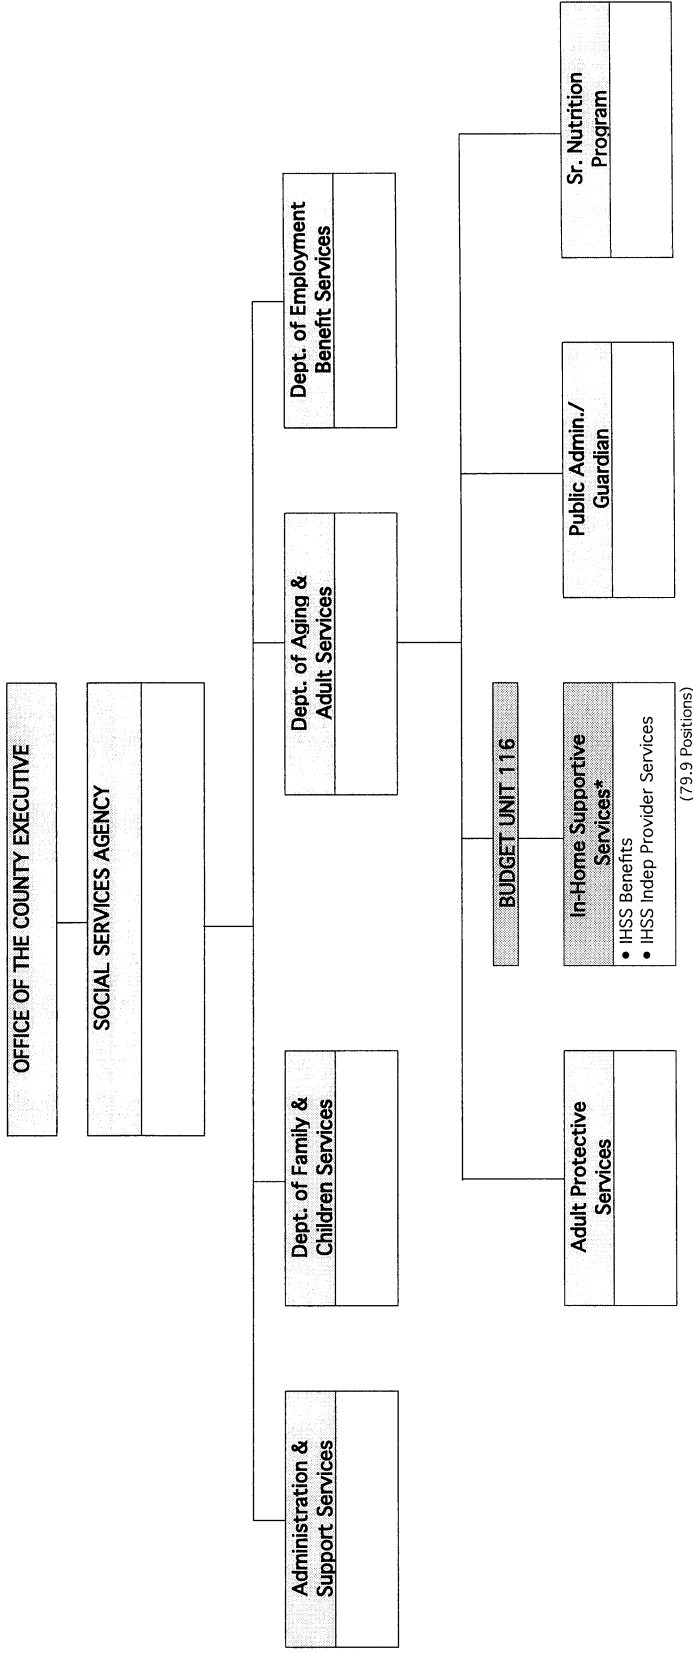 OFFICE OF THE COUNTY EXECUTIVE
SOCIAL SERVICES AGENCY
Administration &
Support Services
Dept. of Family &
Children Services
Dept. of Aging &
Adult Services
Dept. of Employment
Benefit Services
BUDGET UNIT 116
Adult Protective
Services
In-Home Supportive
Services*
• IHSS Benefits
• IHSS Indep Provider Services
(79.9 Positions)
Public Admin./
Guardian
Sr. Nutrition
Program